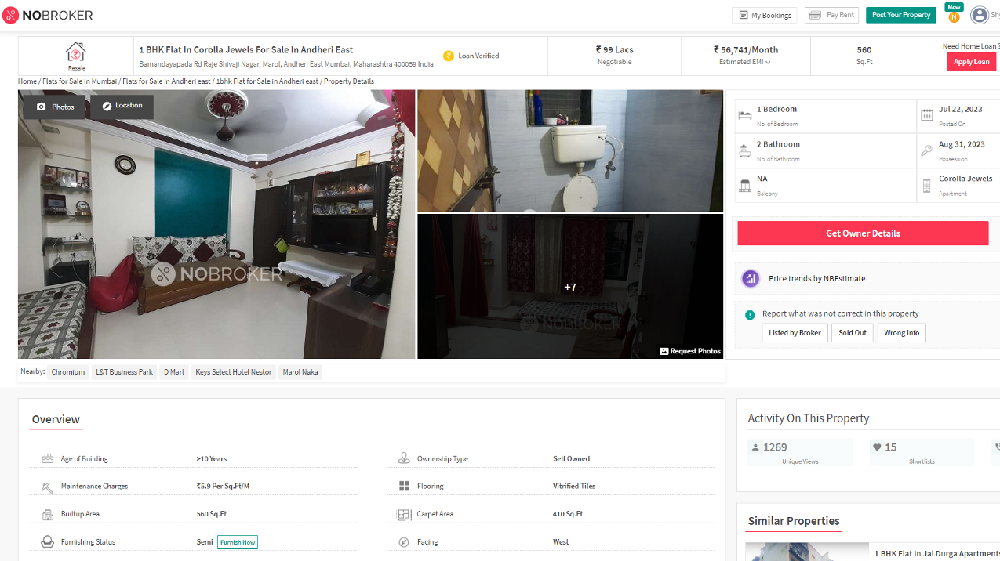 NOBROKER
My Bookings
Pay Rent
Post Your Property
New
N
Resale
1 BHK Flat In Corolla Jewels For Sale In Andheri East
Bamandayapada Rd Raje Shivaji Nagar, Marol, Andheri East Mumbai, Maharashtra 400059 India
Loan Verified
₹ 99 Lacs
Negotiable
₹ 56,741/Month
Estimated EMI
560
Sq.Ft
Need Home Loan ?
Apply Loan
Home / Flats for Sale in Mumbai / Flats for Sale in Andheri east / 1bhk Flat for Sale in Andheri east / Property Details
Photos
Location
NOBROKER
+7
NOBROKER
Request Photos
1 Bedroom
No. of Bedroom
Jul 22, 2023
Posted On
2 Bathroom
No. of Bathroom
Aug 31, 2023
Possession
NA
Balcony
Corolla Jewels
Apartment
Get Owner Details
Price trends by NBEstimate
Report what was not correct in this property
Listed by Broker
Sold Out
Wrong Info
Nearby:
Chromium
L&T Business Park
D Mart
Keys Select Hotel Nestor
Marol Naka
Overview
Age of Building
>10 Years
Ownership Type
Self Owned
Maintenance Charges
₹5.9 Per Sq.Ft/M
Flooring
Vitrified Tiles
Builtup Area
560 Sq.Ft
Carpet Area
410 Sq.Ft
Furnishing Status
Semi
Furnish Now
Facing
West
Activity On This Property
1269
Unique Views
15
Shortlists
Similar Properties
1 BHK Flat In Jai Durga Apartments